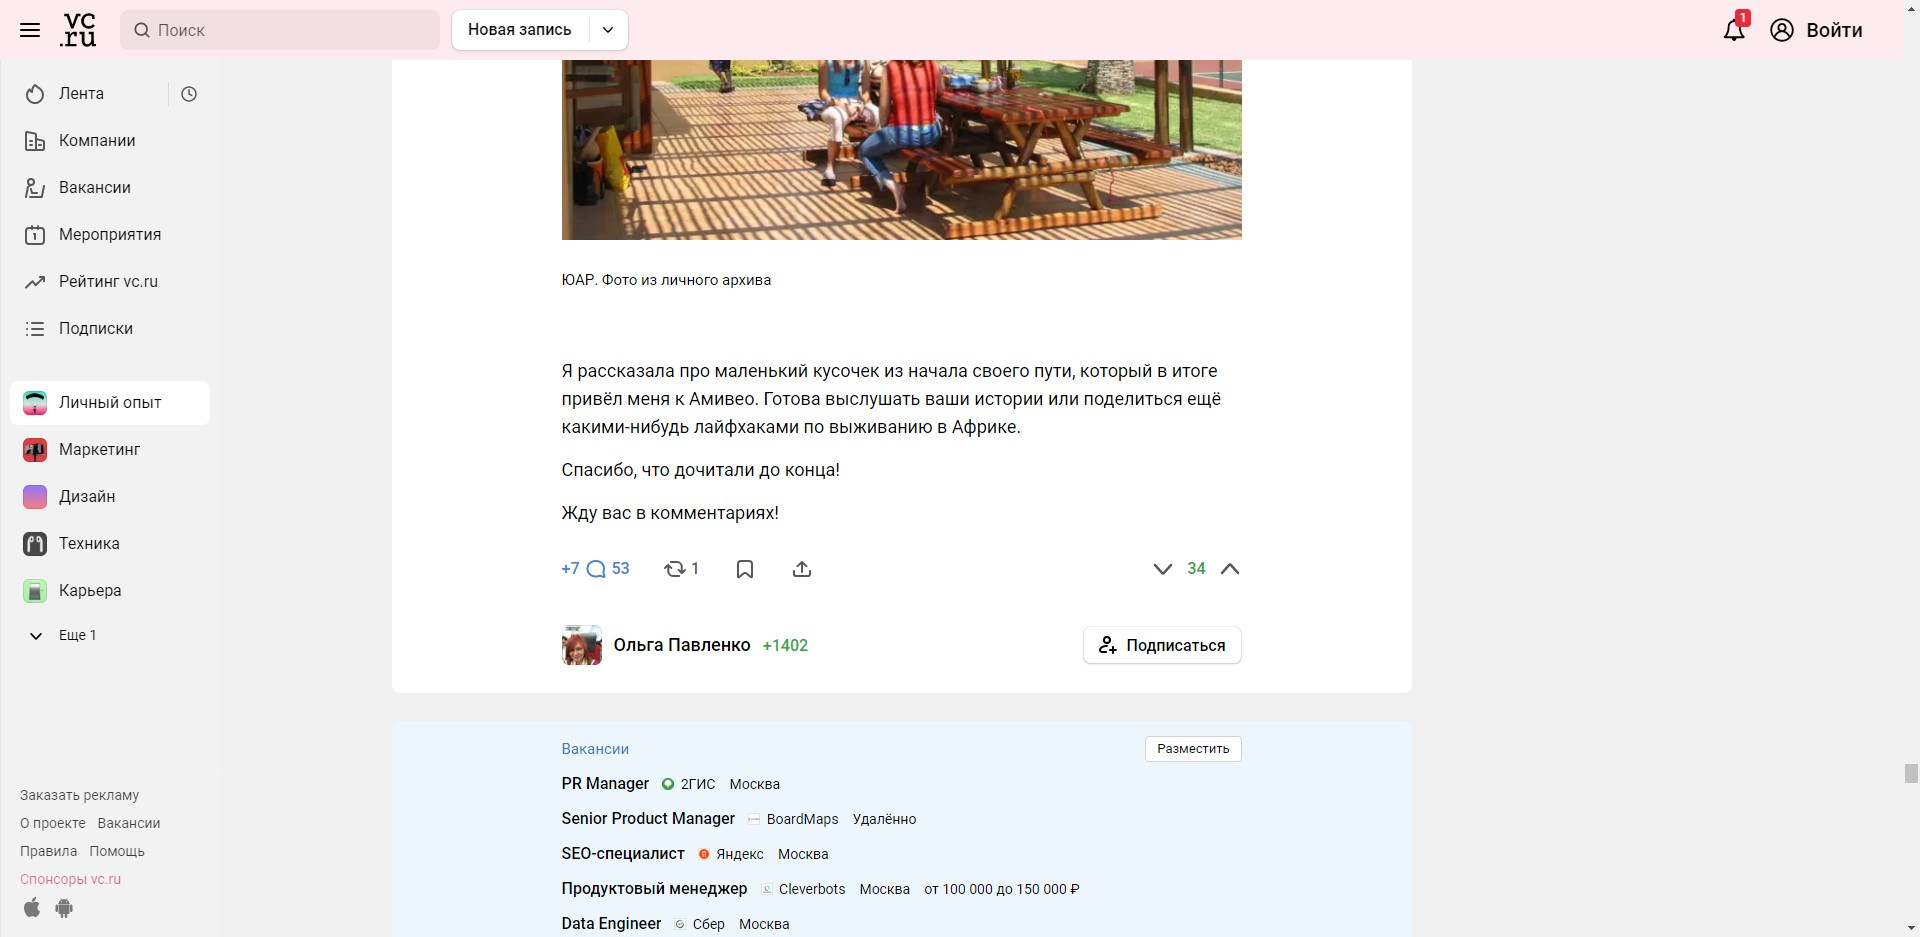 vc.ru
Поиск
Новая запись
1
Войти
Лента
Компании
Вакансии
1
Мероприятия
Рейтинг vc.ru
Подписки
Личный опыт
Маркетинг
Дизайн
Техника
Карьера
Еще 1
Заказать рекламу
О проекте Вакансии
Правила Помощь
Спонсоры vc.ru
ЮАР. Фото из личного архива
Я рассказала про маленький кусочек из начала своего пути, который в итоге
привёл меня к Амивео. Готова выслушать ваши истории или поделиться ещё
какими-нибудь лайфхаками по выживанию в Африке.
Спасибо, что дочитали до конца!
Жду вас в комментариях!
+7 53 1 34
Ольга Павленко +1402
Подписаться
Вакансии
Разместить
PR Manager 2ГИС Москва
Senior Product Manager BoardMaps Удалённо
SEO-специалист Я Яндекс Москва
Продуктовый менеджер Cleverbots Москва от 100 000 до 150 000 ₽
Data Engineer Сбер Москва